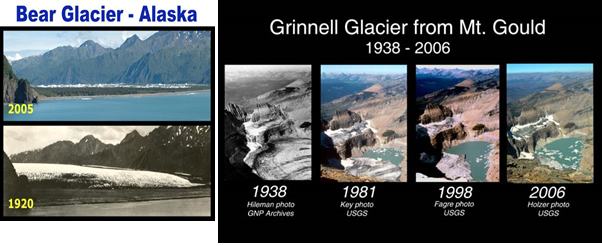 Bear Glacier - Alaska
2005
1920
Grinnell Glacier from Mt. Gould
1938 - 2006
1938
Hileman photo
GNP Archives
1981
Key photo
USGS
1998
Fagre photo
USGS
2006
Holzer photo
USGS